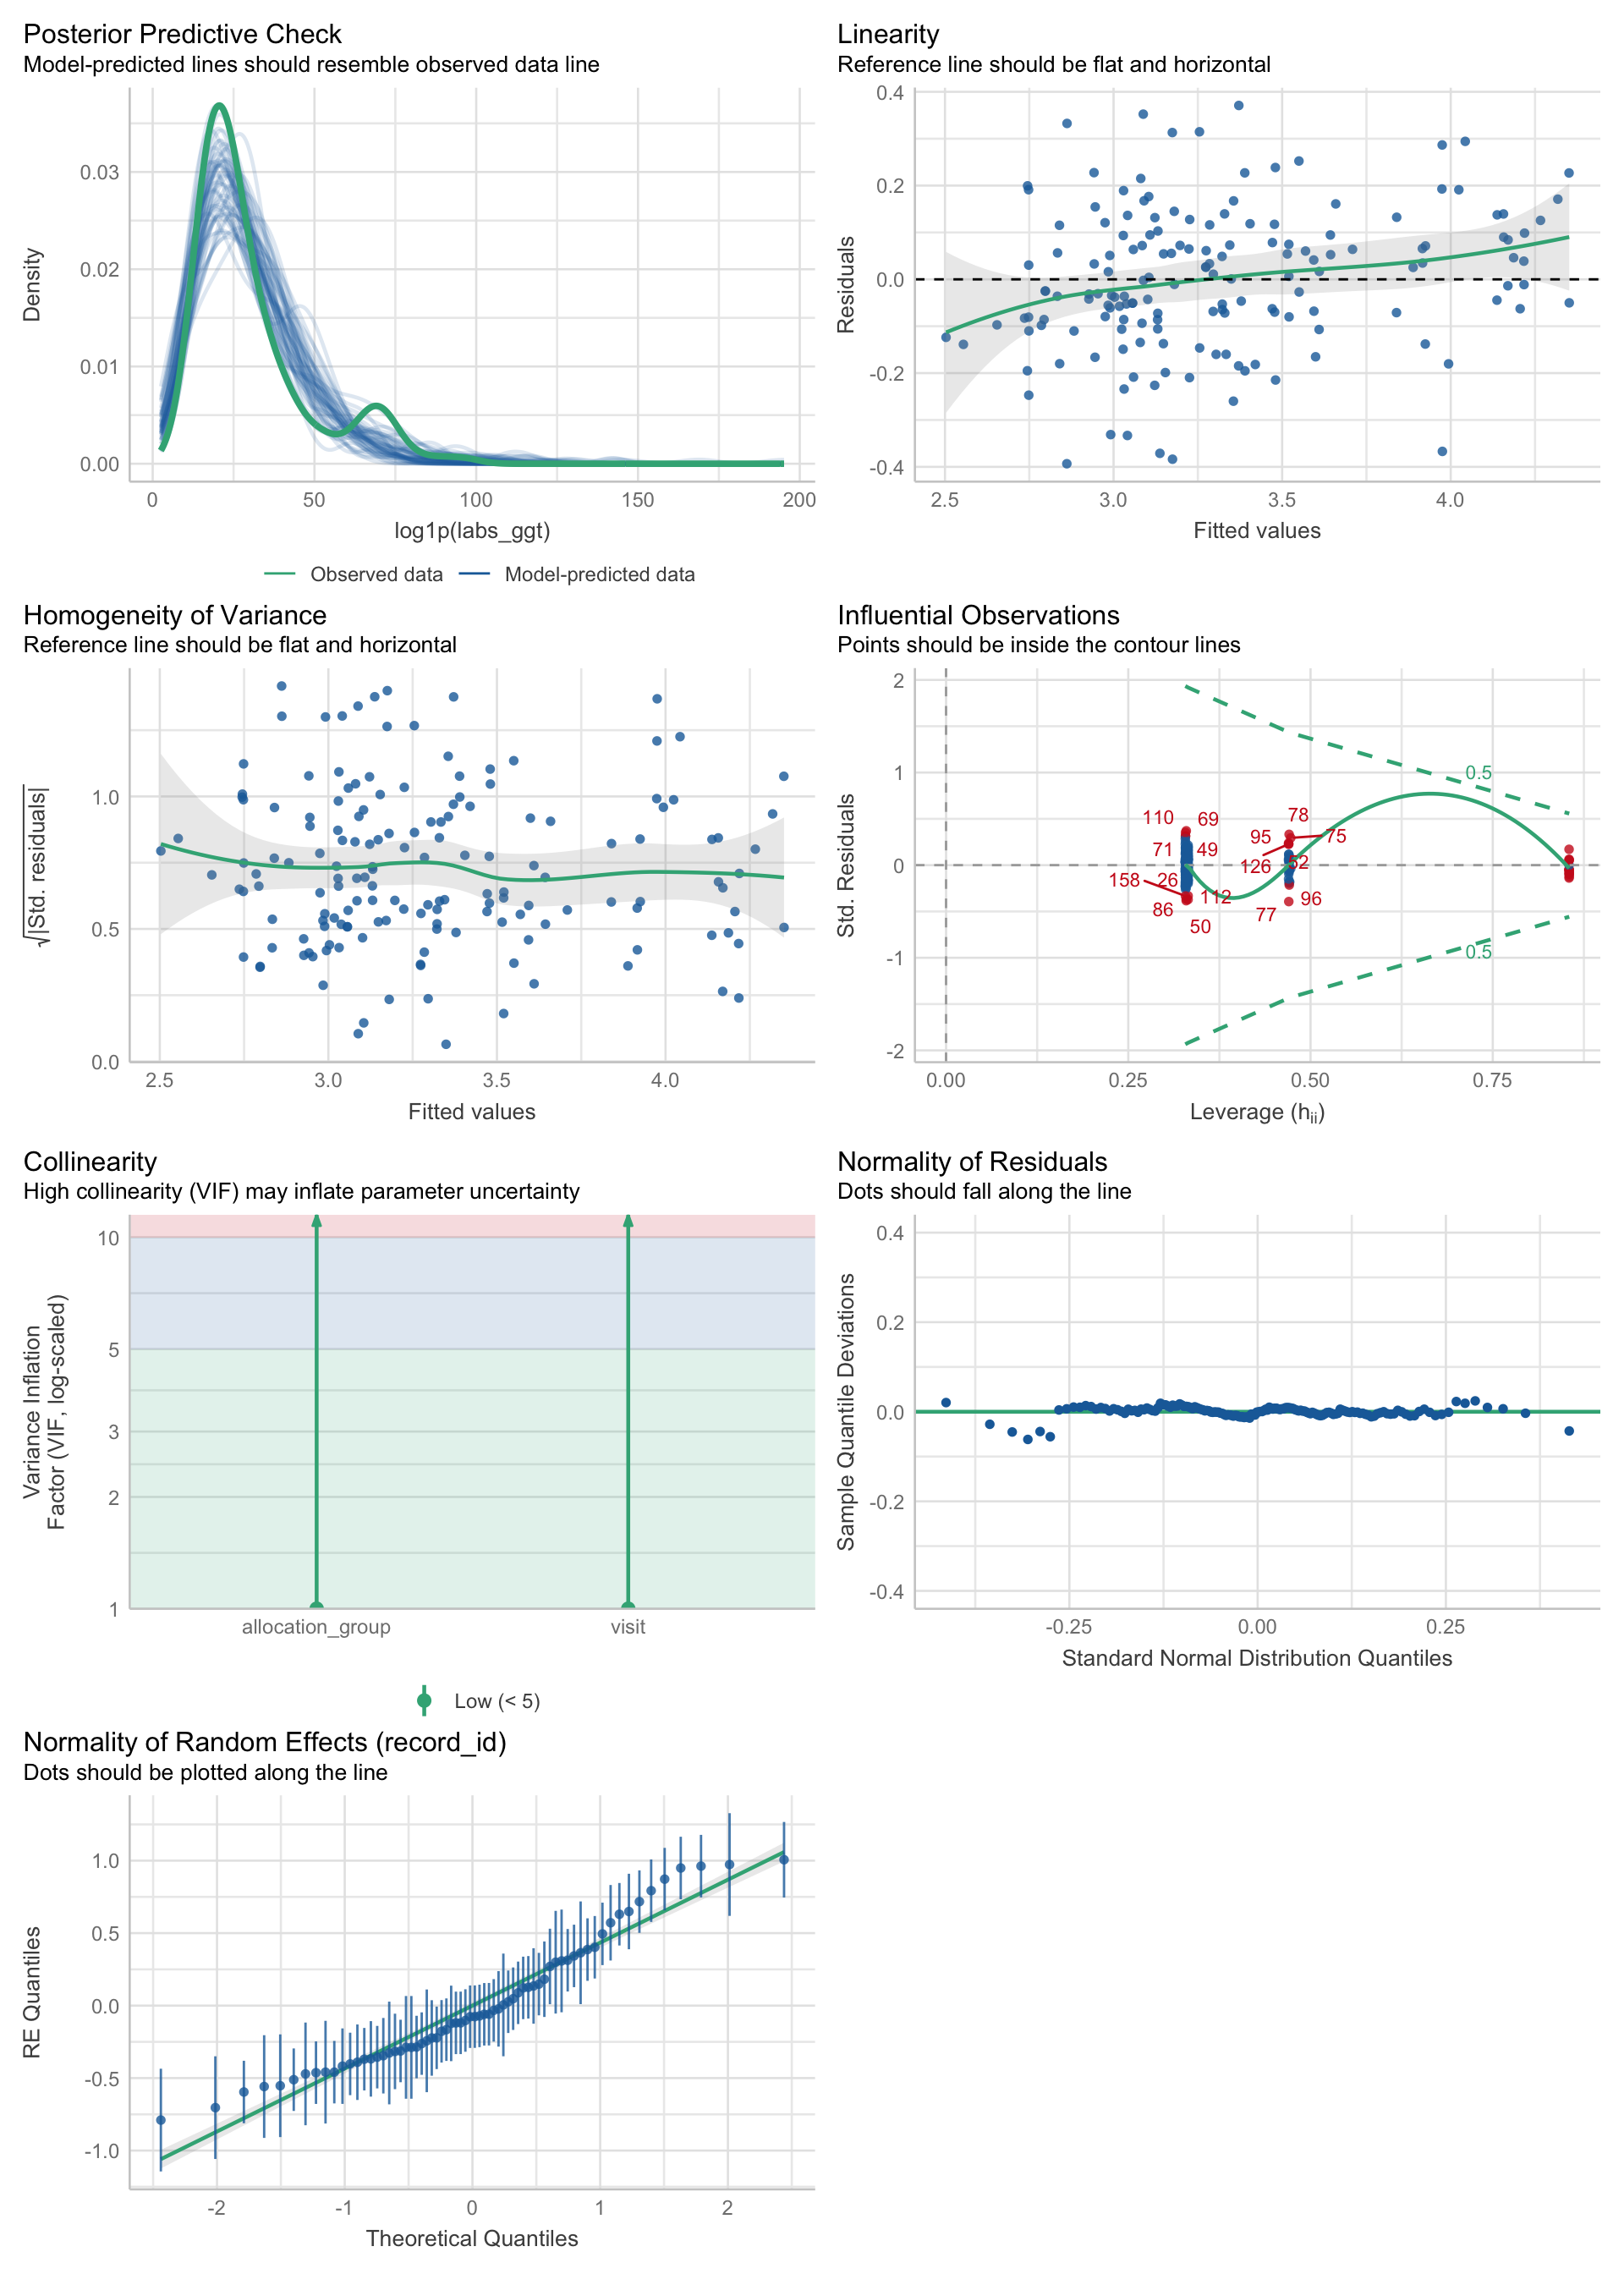 Posterior Predictive Check
Model-predicted lines should resemble observed data line
Density
0.03
0.02
0.01
0.00
0
50
100
150
200
log1p(labs_ggt)
Observed data
Model-predicted data
Linearity
Reference line should be flat and horizontal
Residuals
0.4
0.2
0.0
-0.2
-0.4
2.5
3.0
3.5
4.0
Fitted values
Homogeneity of Variance
Reference line should be flat and horizontal
√|Std. residuals|
1.0
0.5
0.0
2.5
3.0
3.5
4.0
Fitted values
Influential Observations
Points should be inside the contour lines
Std. Residuals
2
1
0
-1
-2
0.5
0.5
110
69
71
49
158
26
112
86
50
78
95
75
126
52
96
77
0.00
0.25
0.50
0.75
Leverage (hii)
Collinearity
High collinearity (VIF) may inflate parameter uncertainty
Variance Inflation
Factor (VIF, log-scaled)
10
5
3
2
1
allocation_group
visit
Low (< 5)
Normality of Residuals
Dots should fall along the line
Sample Quantile Deviations
0.4
0.2
0.0
-0.2
-0.4
-0.25
0.00
0.25
Standard Normal Distribution Quantiles
Normality of Random Effects (record_id)
Dots should be plotted along the line
RE Quantiles
1.0
0.5
0.0
-0.5
-1.0
-2
-1
0
1
2
Theoretical Quantiles